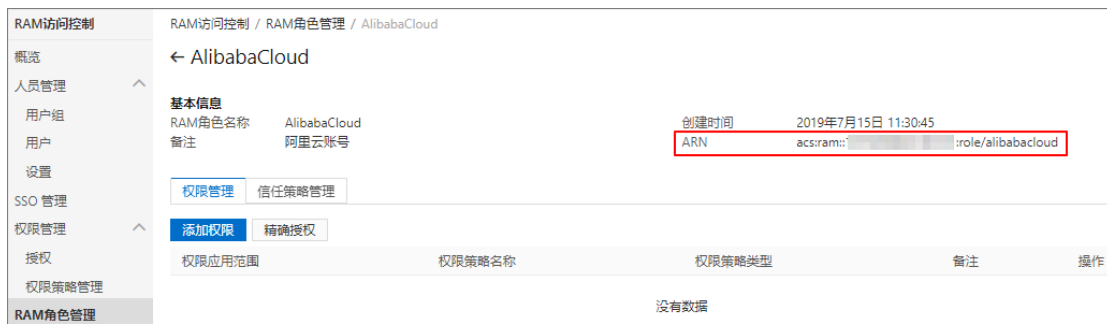 RAM访问控制
概览
人员管理
用户组
用户
设置
SSO 管理
权限管理
授权
权限策略管理
RAM角色管理
RAM访问控制 / RAM角色管理 / AlibabaCloud
← AlibabaCloud
基本信息
RAM角色名称 AlibabaCloud 创建时间 2019年7月15日 11:30:45
备注 阿里云账号 ARN acs:ram:: :role/alibabacloud
权限管理 信任策略管理
添加权限 精确授权
权限应用范围 权限策略名称 权限策略类型 备注 操作
没有数据